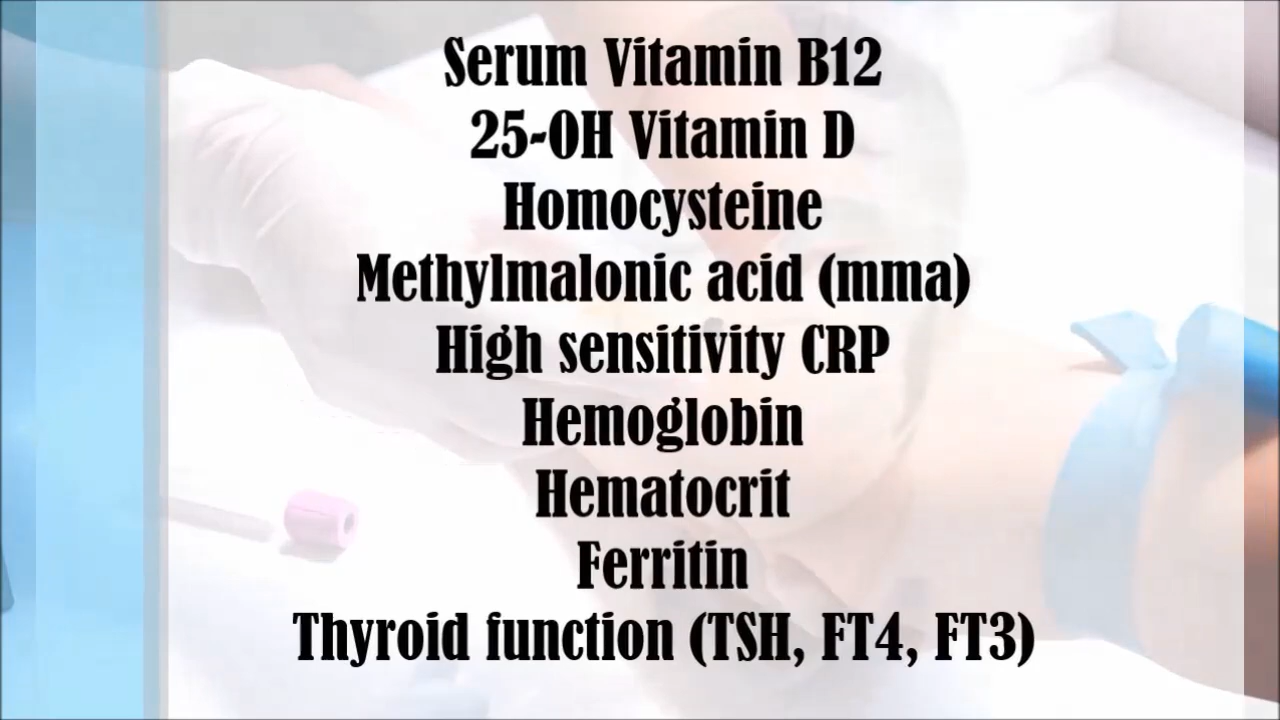 Serum Vitamin B12
25-OH Vitamin D
Homocysteine
Methylmalonic acid (mma)
High sensitivity CRP
Hemoglobin
Hematocrit
Ferritin
Thyroid function (TSH, FT4, FT3)